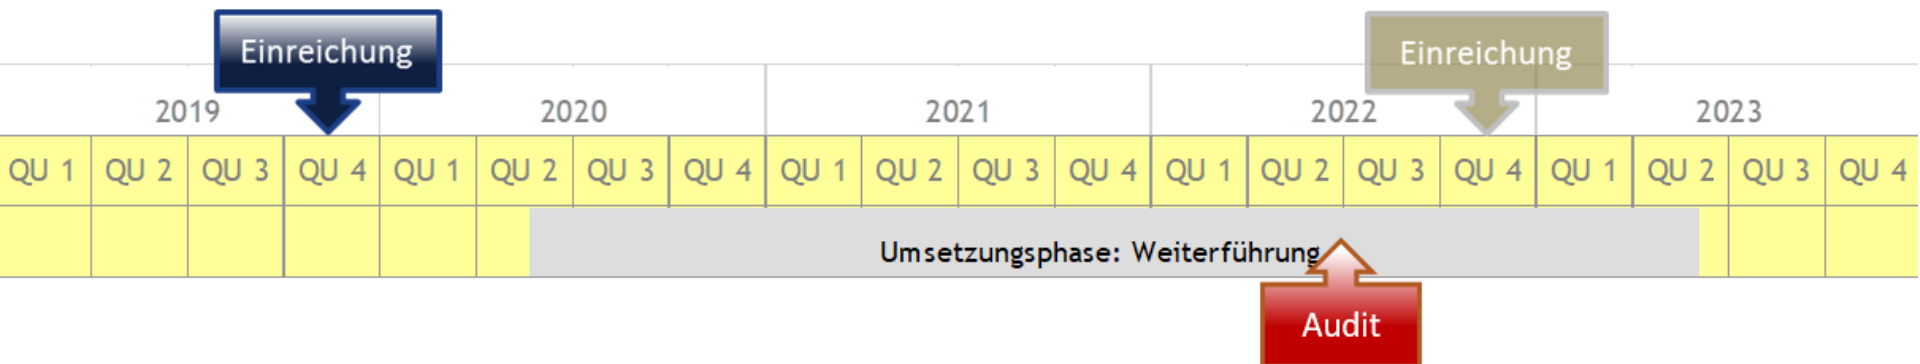 Einreichung Einreichung
2019 2020 2021 2022 2023
QU 1 QU 2 QU 3 QU 4 QU 1 QU 2 QU 3 QU 4 QU 1 QU 2 QU 3 QU 4 QU 1 QU 2 QU 3 QU 4 QU 1 QU 2 QU 3 QU 4
Umsetzungsphase: Weiterführung
Audit